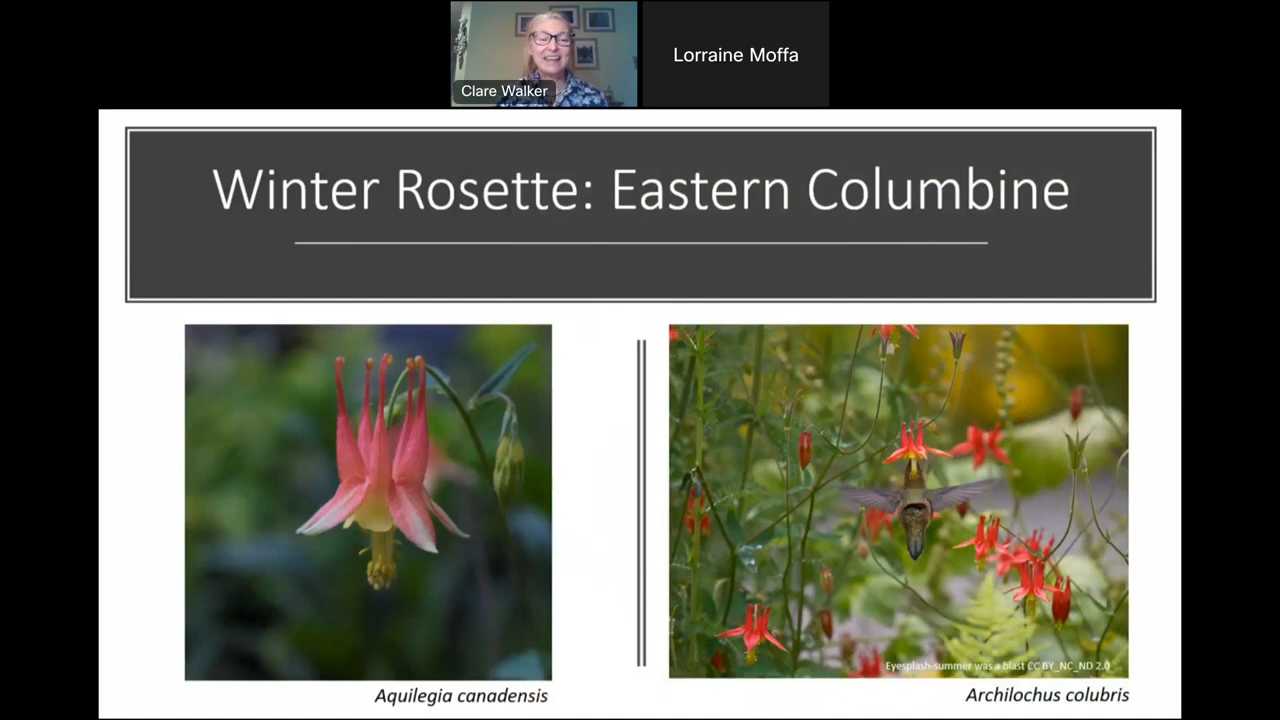 Clare Walker
Lorraine Moffa
Winter Rosette: Eastern Columbine
Eyesplash-summer was a blast CC BY_NC_ND 2.0
Aquilegia canadensis
Archilochus colubris